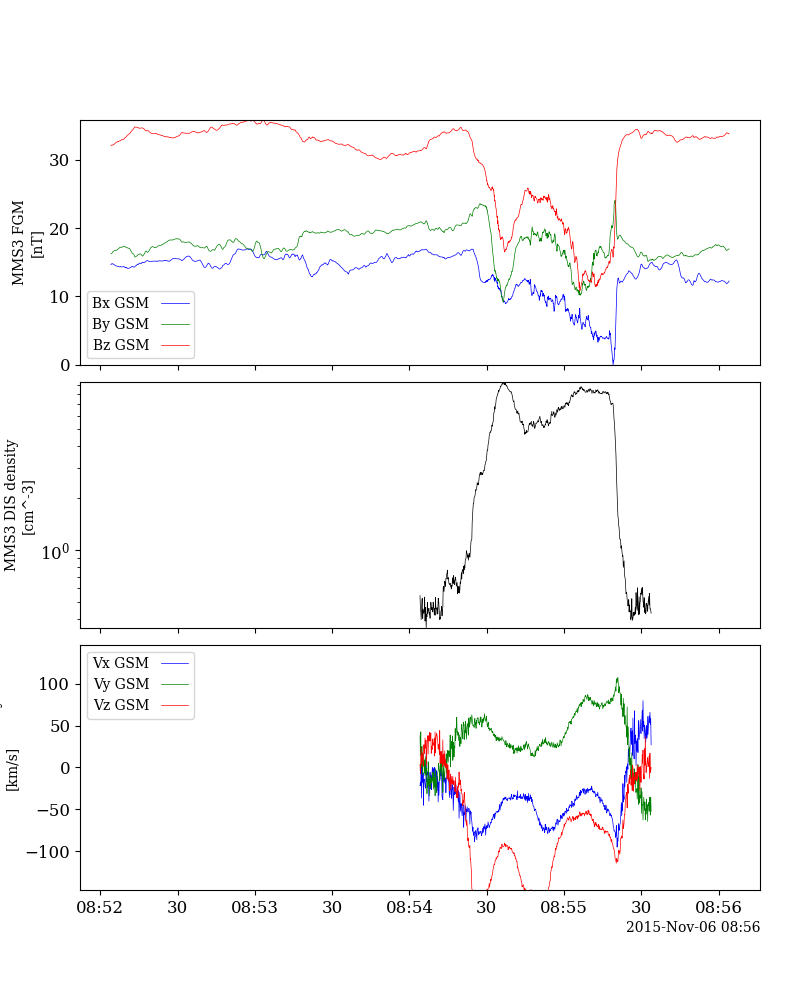 MMS3 FGM
[nT]
30
20
10
0
Bx GSM
By GSM
Bz GSM
MMS3 DIS density
[cm^-3]
10⁰
Vx GSM
Vy GSM
Vz GSM
[km/s]
100
50
0
−50
−100
08:52
30
08:53
30
08:54
30
08:55
30
08:56
2015-Nov-06 08:56